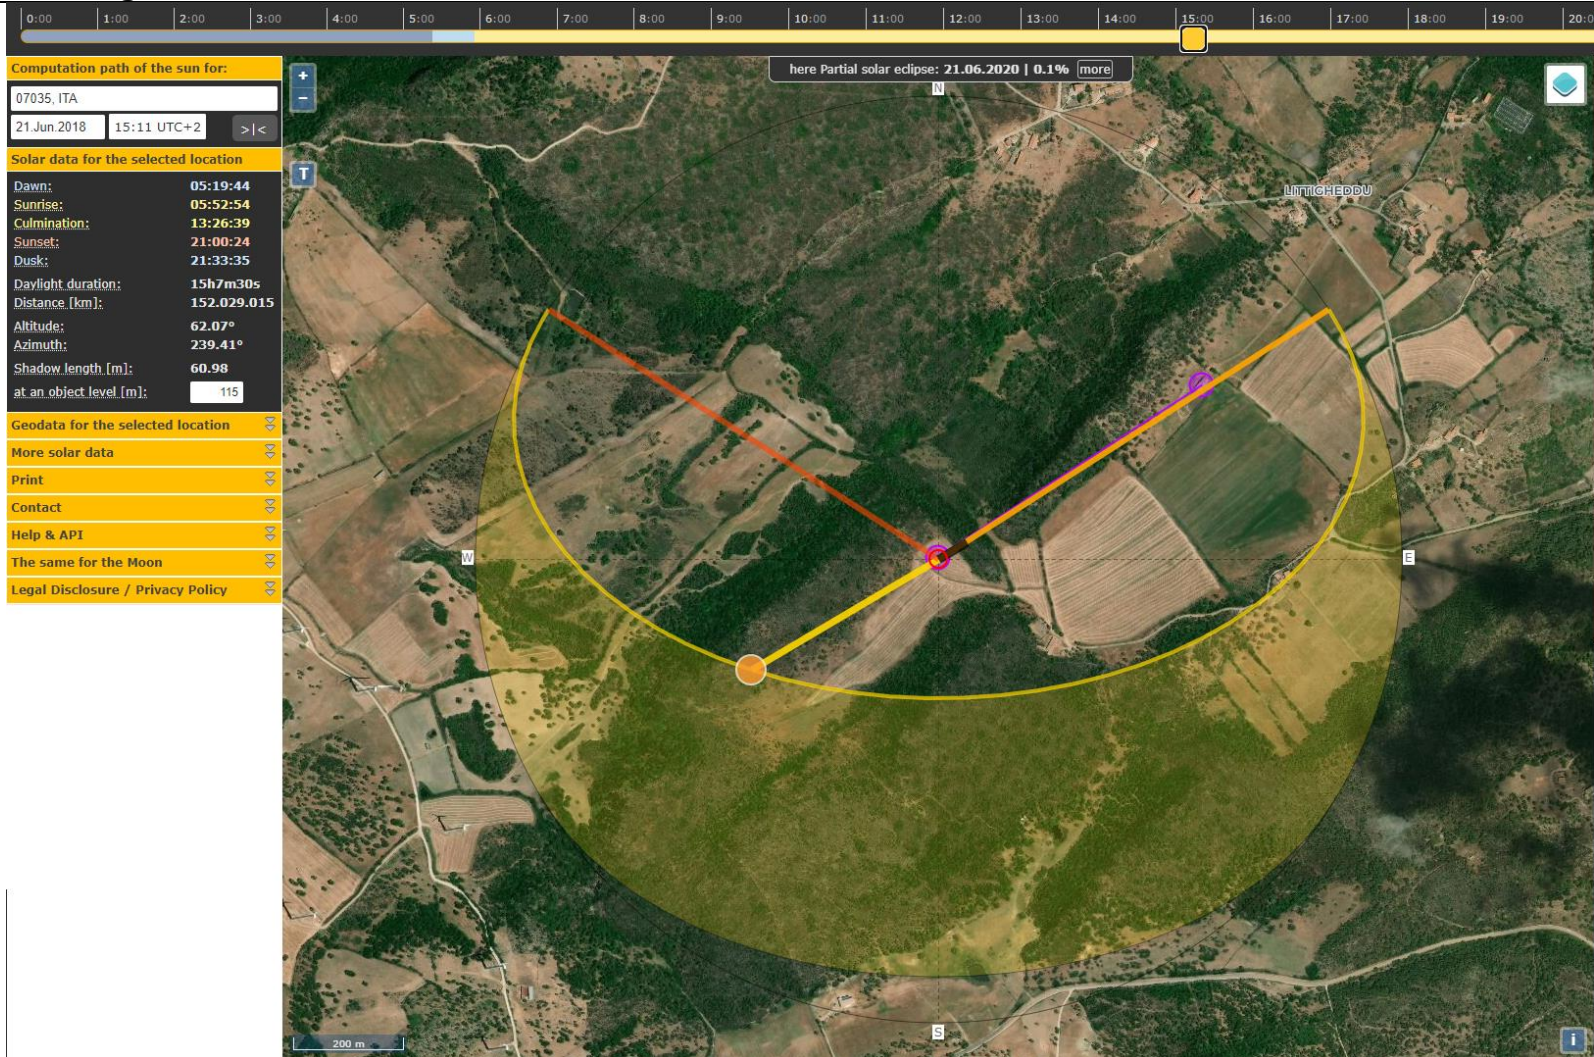 0:00 1:00 2:00 3:00 4:00 5:00 6:00 7:00 8:00 9:00 10:00 11:00 12:00 13:00 14:00 15:00 16:00 17:00 18:00 19:00 20:0
Computation path of the sun for:
07035, ITA
21.Jun.2018 15:11 UTC+2 >|<
Solar data for the selected location
Dawn: 05:19:44
Sunrise: 05:52:54
Culmination: 13:26:39
Sunset: 21:00:24
Dusk: 21:33:35
Daylight duration: 15h7m30s
Distance [km]: 152.029.015
Altitude: 62.07°
Azimuth: 239.41°
Shadow length [m]: 60.98
at an object level [m]: 115
Geodata for the selected location
More solar data
Print
Contact
Help & API
The same for the Moon
Legal Disclosure / Privacy Policy
+
−
T
here Partial solar eclipse: 21.06.2020 | 0.1% more
N
LITTIGHEDDU
W
E
S
200 m
i